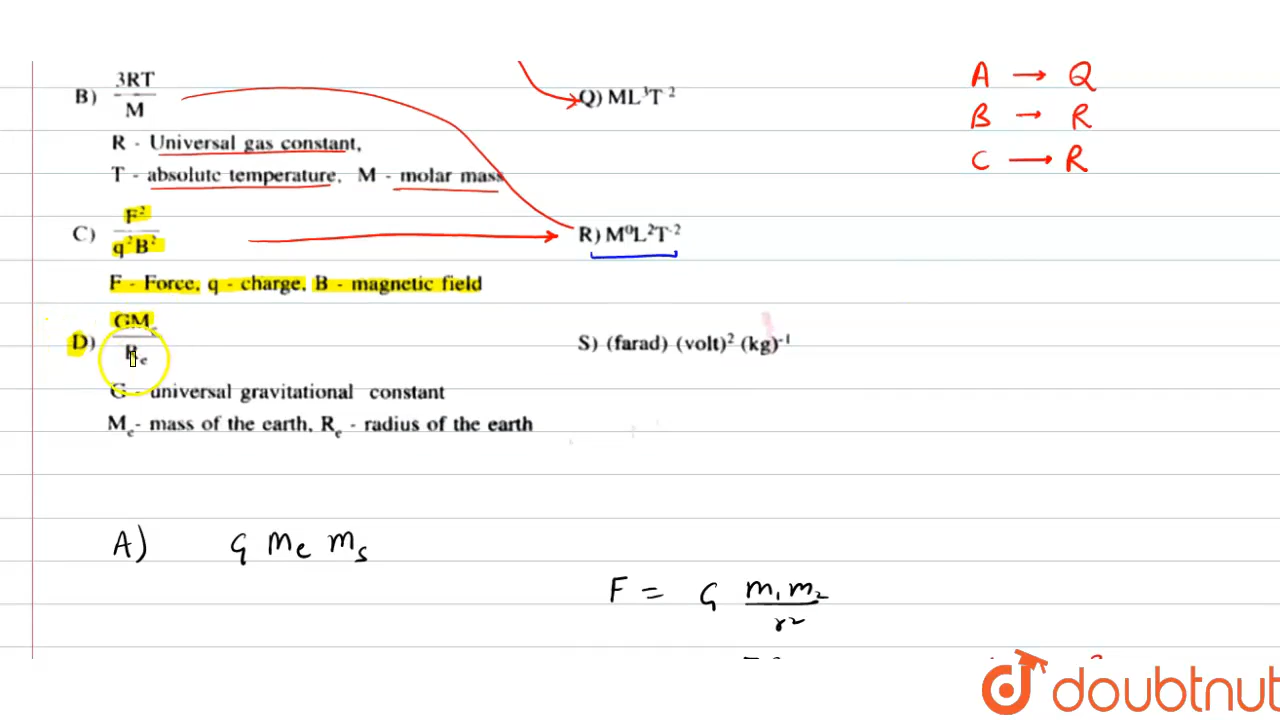 B) 3RT
M
Q) ML³T⁻²
R - Universal gas constant,
T - absolute temperature, M - molar mass
C) F²
q²B²
R) M⁰L²T⁻²
F - Force, q - charge, B - magnetic field
D) GMₑ
Rₑ
S) (farad) (volt)² (kg)⁻¹
G - universal gravitational constant
Mₑ- mass of the earth, Rₑ - radius of the earth
A → Q
B → R
C → R
A) G Mₑ Mₛ
F = G m₁m₂
r²
doubtnut